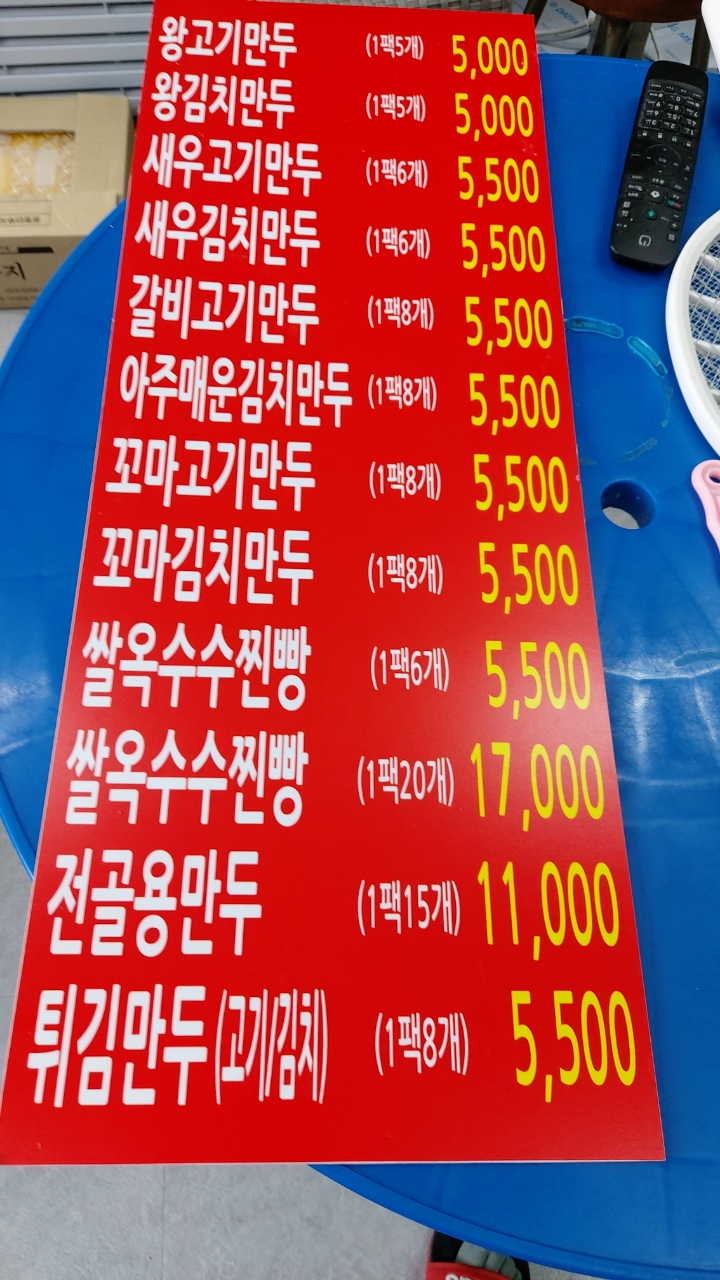 왕고기만두 (1팩5개) 5,000
왕김치만두 (1팩5개) 5,000
새우고기만두 (1팩6개) 5,500
새우김치만두 (1팩6개) 5,500
갈비고기만두 (1팩8개) 5,500
아주매운김치만두 (1팩8개) 5,500
꼬마고기만두 (1팩8개) 5,500
꼬마김치만두 (1팩8개) 5,500
쌀옥수수찐빵 (1팩6개) 5,500
쌀옥수수찐빵 (1팩20개) 17,000
전골용만두 (1팩15개) 11,000
튀김만두(고기/김치) (1팩8개) 5,500